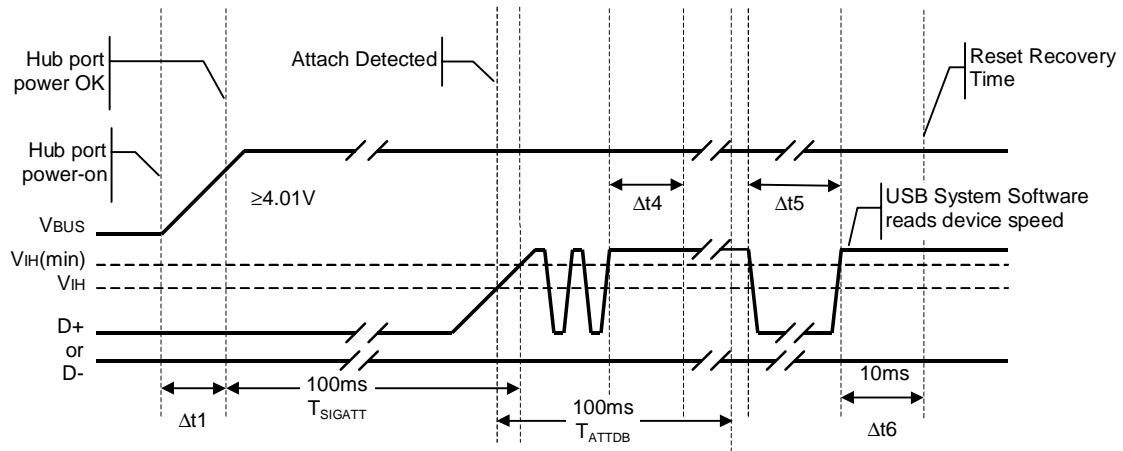 Hub port
power OK
Attach Detected
Reset Recovery
Time
Hub port
power-on
≥4.01V
Δt4
Δt5
USB System Software
reads device speed
VBUS
VIH(min)
VIH
D+
or
D-
100ms
TSIGATT
Δt1
100ms
TATTDB
10ms
Δt6